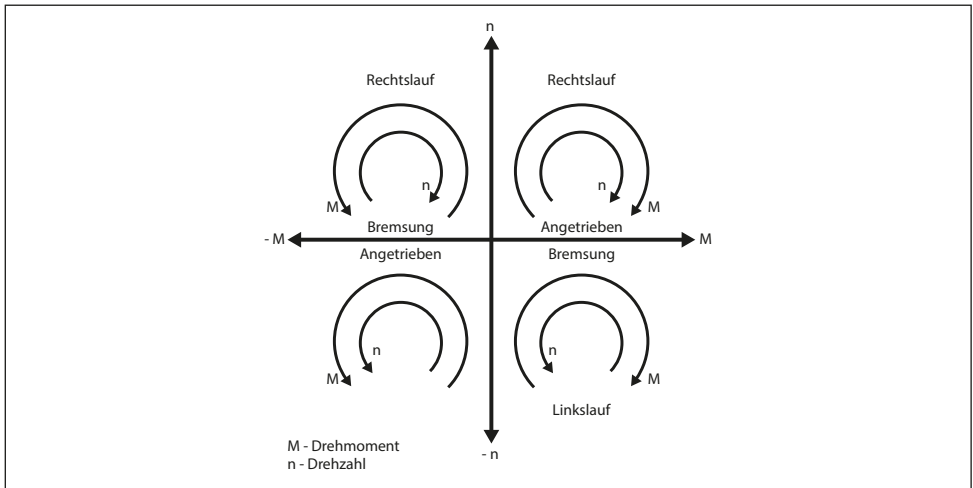 n
Rechtslauf Rechtslauf
n n
M M
Bremsung Angetrieben
- M M
Angetrieben Bremsung
n n
M M
Linkslauf
M - Drehmoment
n - Drehzahl
- n